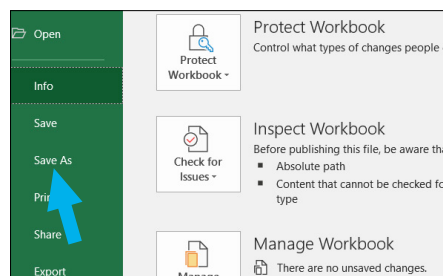 Open
Info
Save
Save As
Share
Export
Protect
Workbook
Check for
Issues
Protect Workbook
Control what types of changes people
Inspect Workbook
Before publishing this file, be aware
Absolute path
Content that cannot be checked
type
Manage Workbook
There are no unsaved changes.